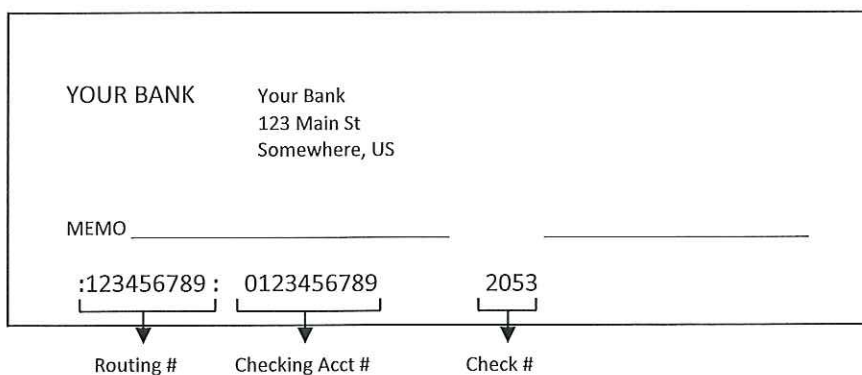 YOUR BANK Your Bank
123 Main St
Somewhere, US
MEMO
:123456789 : 0123456789 2053
Routing # Checking Acct # Check #